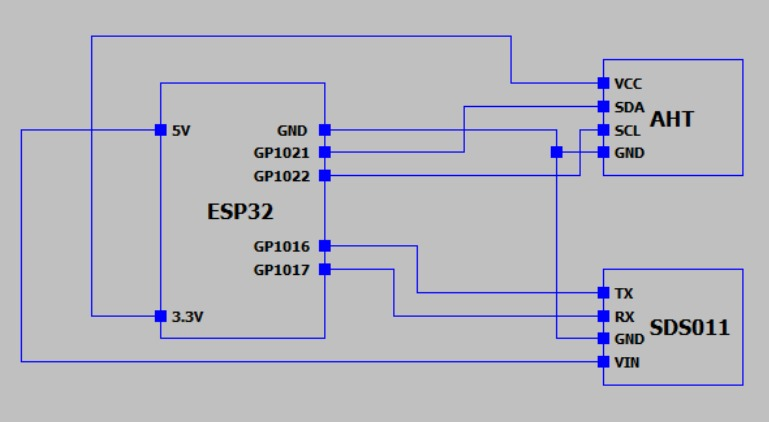 VCC
SDA
AHT
5V
GND
SCL
GP1021
GND
GP1022
ESP32
GP1016
GP1017
TX
3.3V
RX
SDS011
GND
VIN